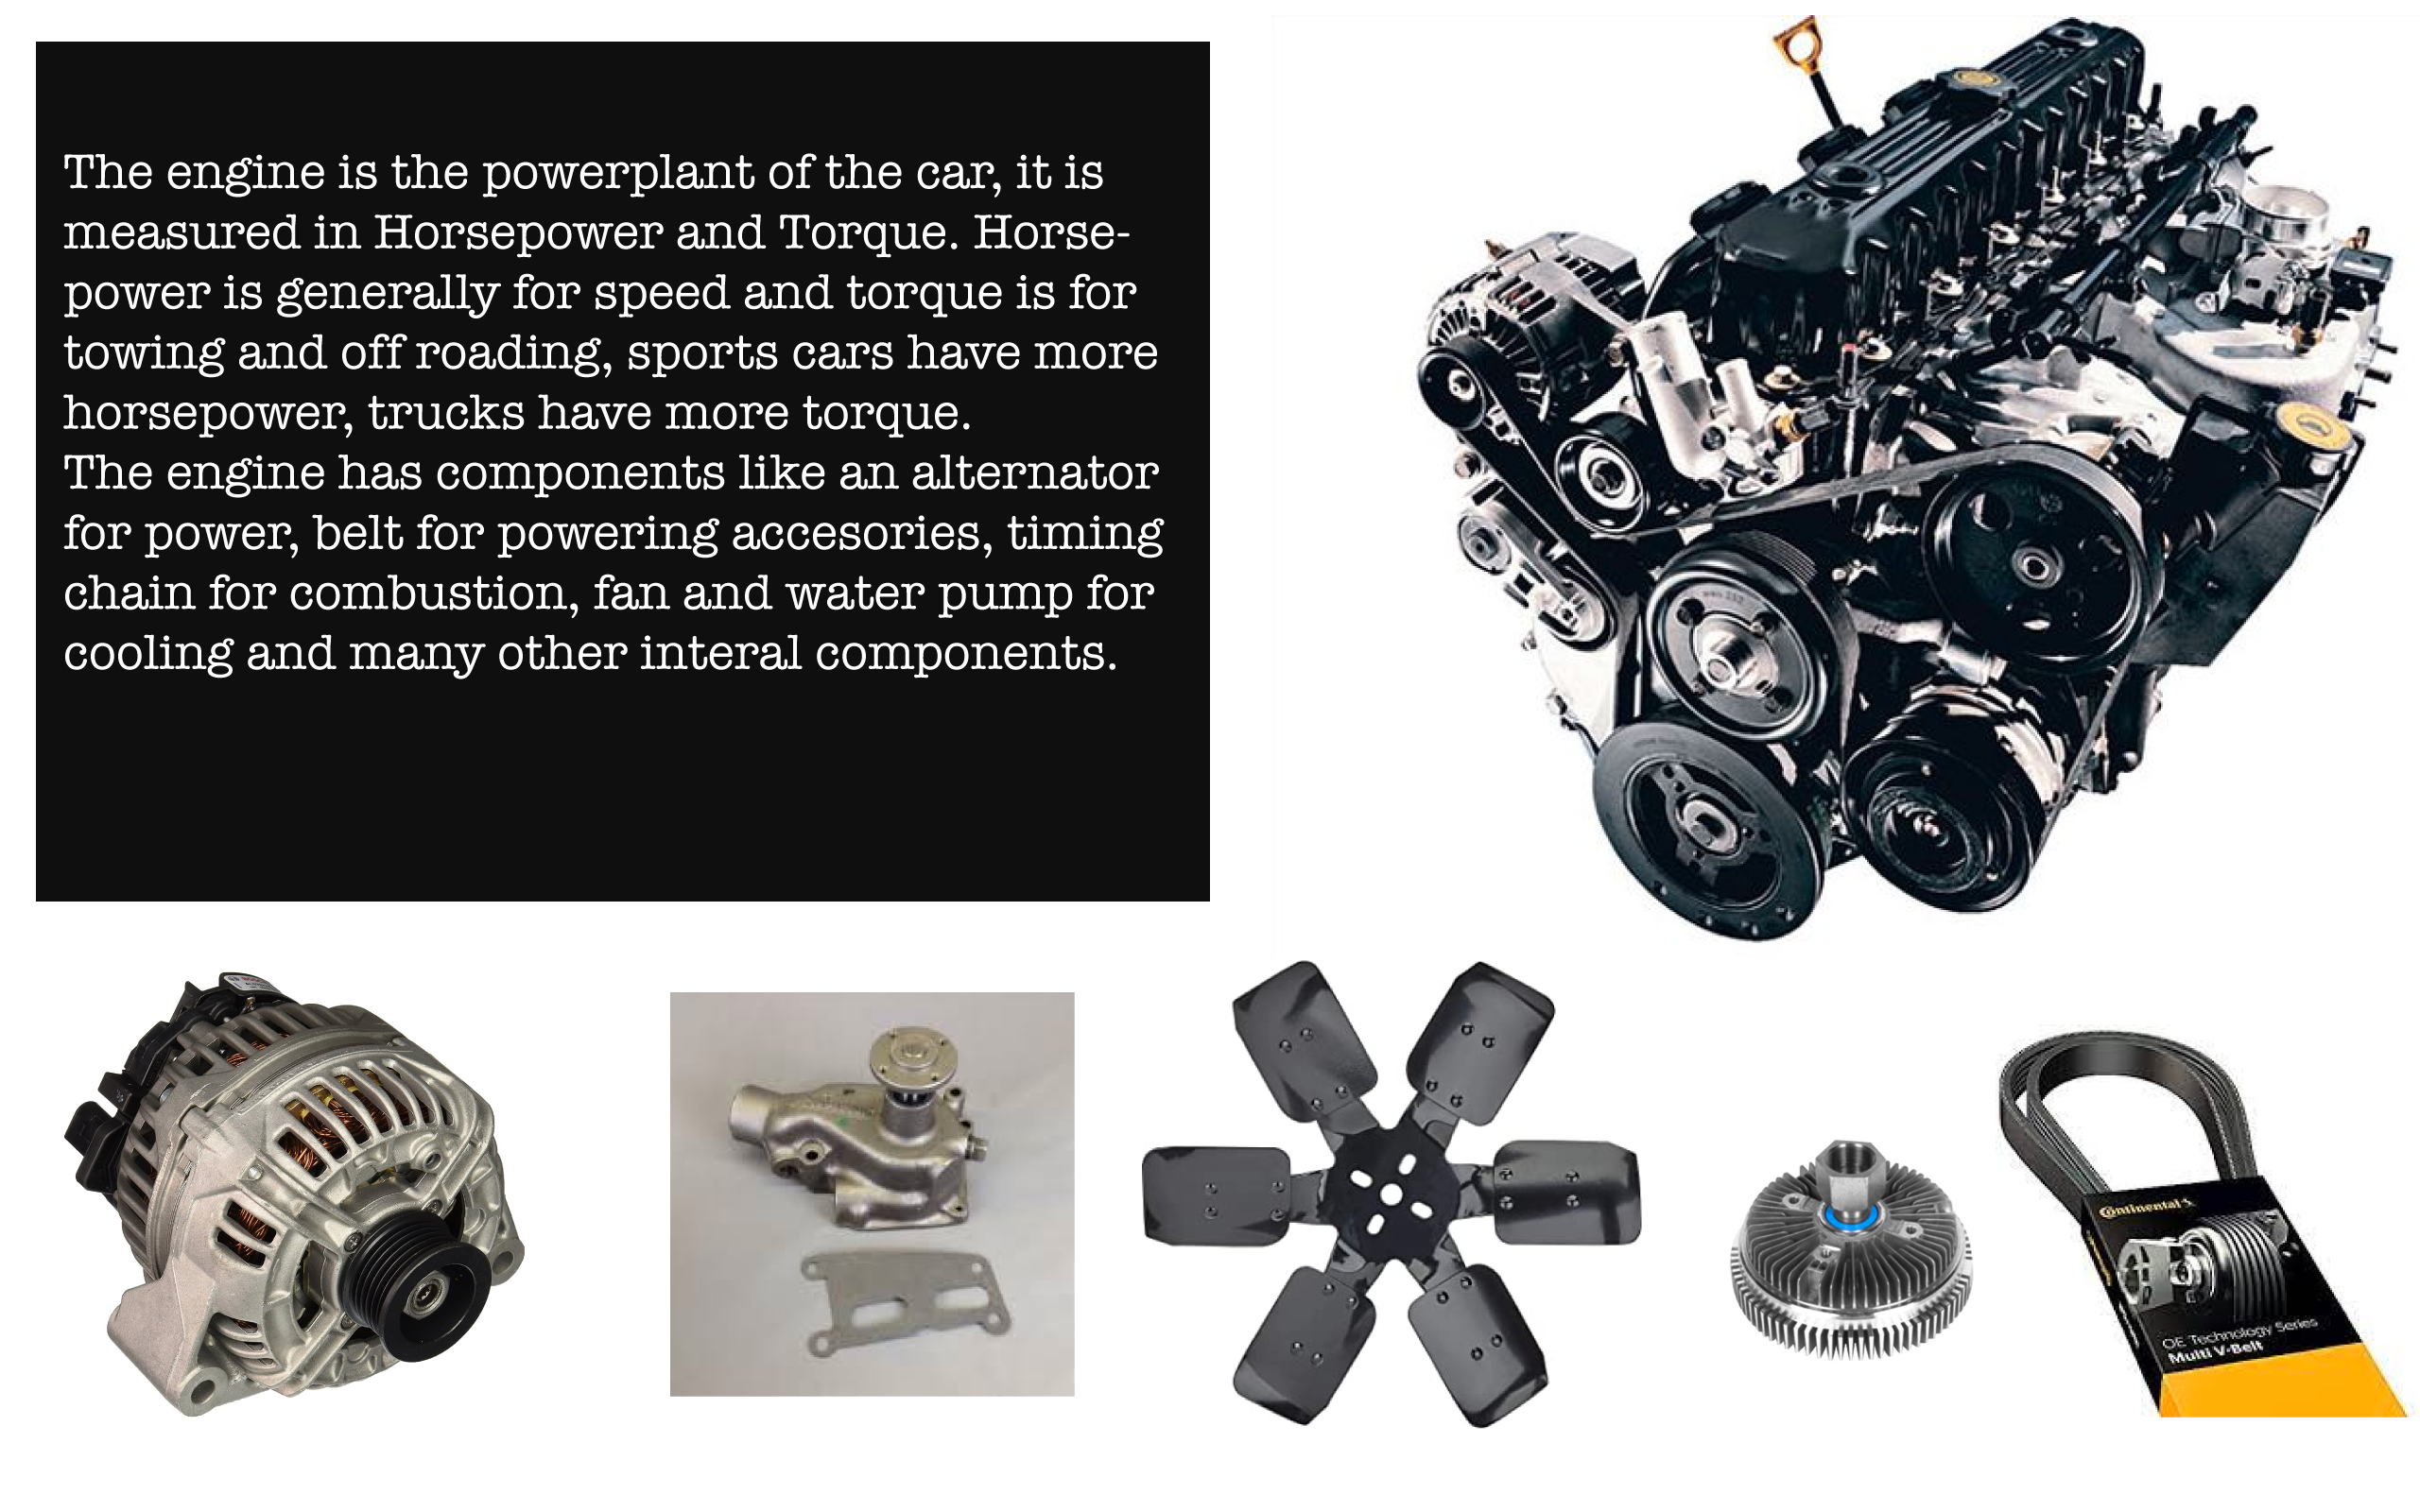 The engine is the powerplant of the car, it is
measured in Horsepower and Torque. Horse-
power is generally for speed and torque is for
towing and off roading, sports cars have more
horsepower, trucks have more torque.
The engine has components like an alternator
for power, belt for powering accesories, timing
chain for combustion, fan and water pump for
cooling and many other interal components.
Continental
OE Technology Series
Multi V-Belt